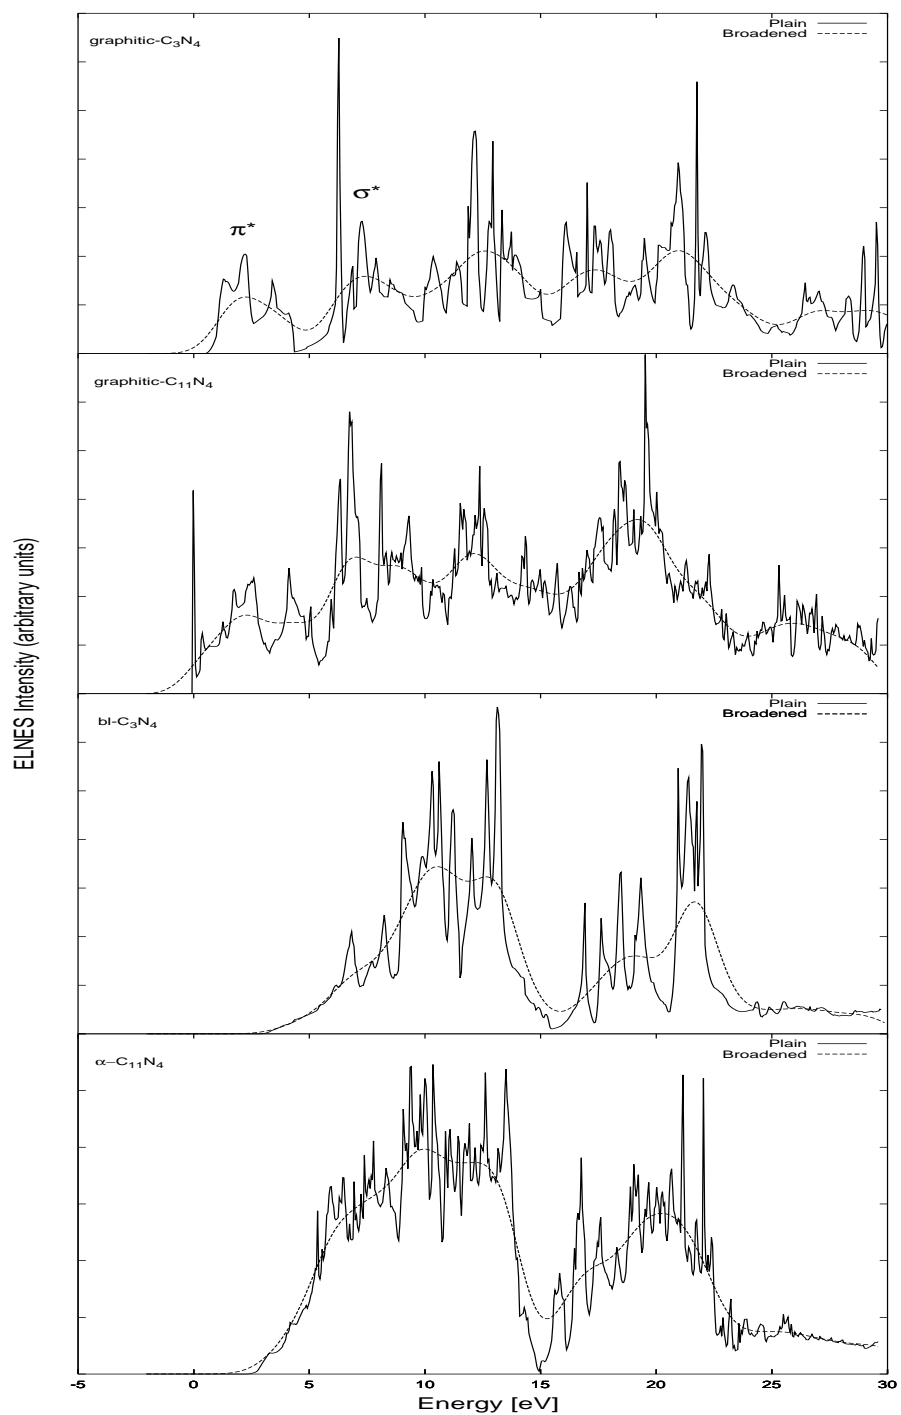 graphitic-C₃N₄
Plain
Broadened
π*
σ*
graphitic-C₁₁N₄
Plain
Broadened
bl-C₃N₄
Plain
Broadened
α−C₁₁N₄
Plain
Broadened
ELNES Intensity (arbitrary units)
-5 0 5 10 15 20 25 30
Energy [eV]